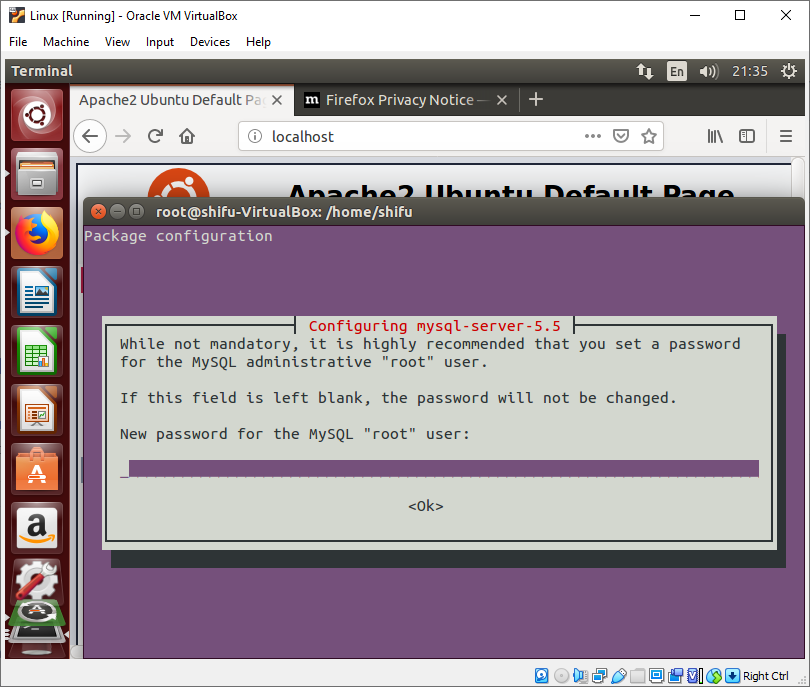 Linux [Running] - Oracle VM VirtualBox
File Machine View Input Devices Help
Terminal
En
21:35
Apache2 Ubuntu Default Pa
m Firefox Privacy Notice —
localhost
Apache2 Ubuntu Default Page
root@shifu-VirtualBox: /home/shifu
Package configuration
Configuring mysql-server-5.5
While not mandatory, it is highly recommended that you set a password
for the MySQL administrative "root" user.
If this field is left blank, the password will not be changed.
New password for the MySQL "root" user:
<Ok>
Right Ctrl